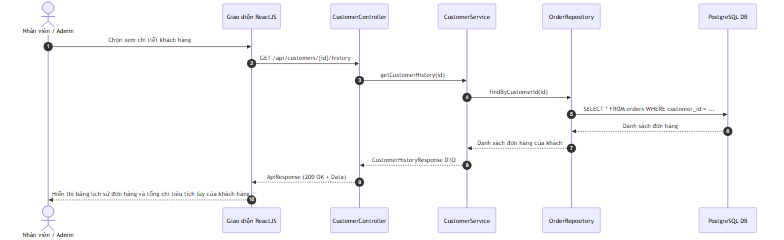 Giao diện ReactJS
CustomerController
CustomerService
OrderRepository
PostgreSQL DB
Nhân viên / Admin
Chọn xem chi tiết khách hàng
1
2
GET /api/customers/{id}/history
3
getCustomerHistory(id)
4
findByCustomerId(id)
5
SELECT * FROM orders WHERE customer_id = ...
Danh sách đơn hàng
6
Danh sách đơn hàng của khách
7
CustomerHistoryResponse DTO
8
ApiResponse (200 OK + Data)
9
Hiển thị bảng lịch sử đơn hàng và tổng chi tiêu tích lũy của khách hàng
10
Nhân viên / Admin
Giao diện ReactJS
CustomerController
CustomerService
OrderRepository
PostgreSQL DB